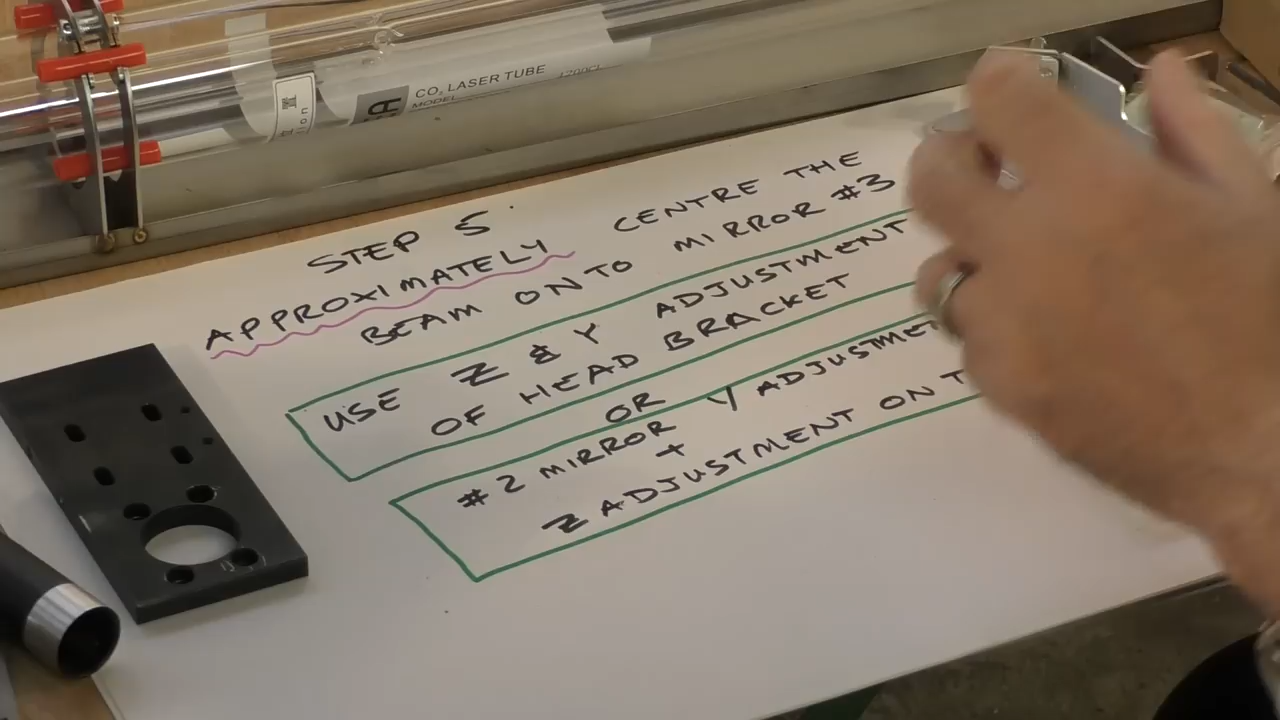 CO₂ LASER TUBE
MODEL
STEP 5
APPROXIMATELY CENTRE THE
BEAM ONTO MIRROR #3
USE Z & Y ADJUSTMENT
OF HEAD BRACKET
OR
#2 MIRROR Y ADJUSTME
+
Z ADJUSTMENT ON T